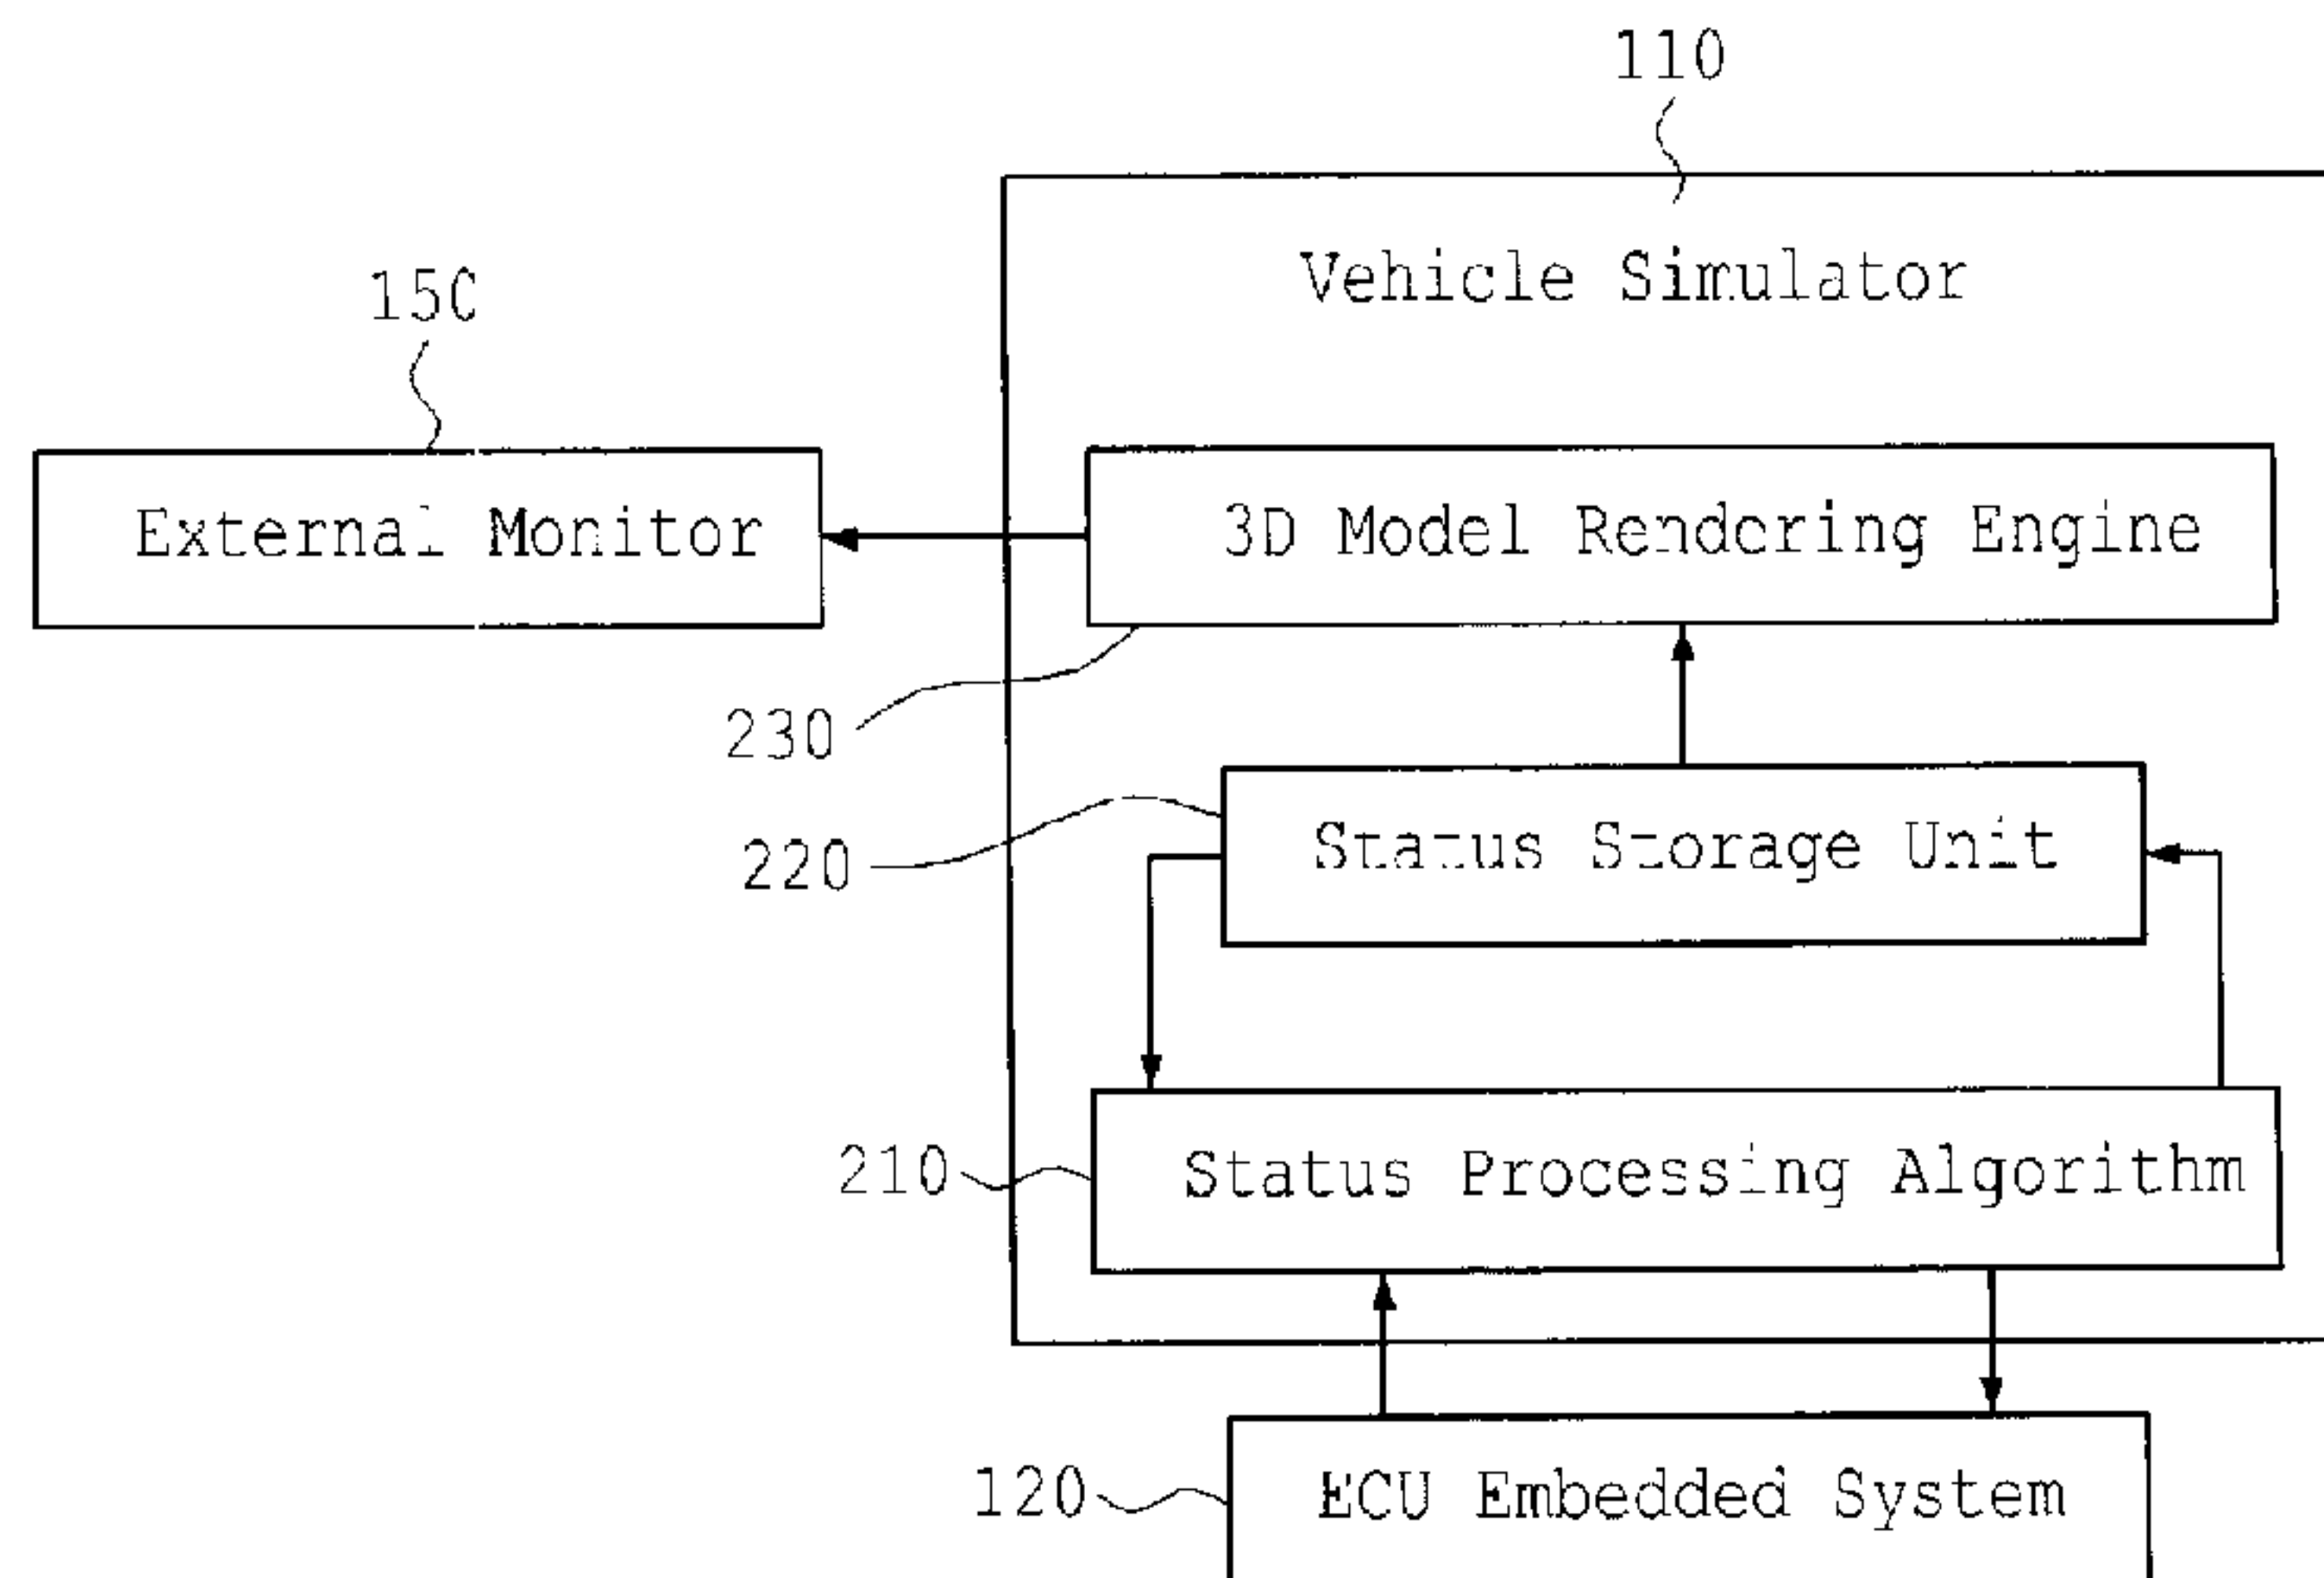 110
Vehicle Simulator
150
External Monitor
3D Model Rendering Engine
230
Status Storage Unit
220
210
Status Processing Algorithm
120
ECU Embedded System